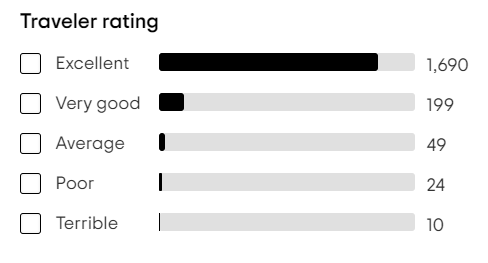 Traveler rating
Excellent 1,690
Very good 199
Average 49
Poor 24
Terrible 10